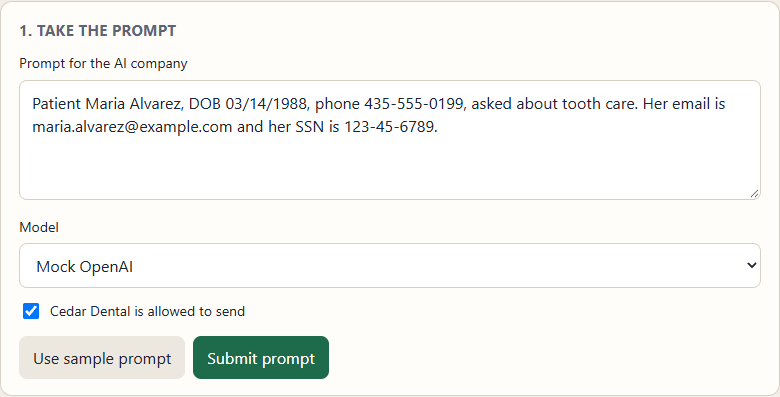 1. TAKE THE PROMPT
Prompt for the AI company
Patient Maria Alvarez, DOB 03/14/1988, phone 435-555-0199, asked about tooth care. Her email is
maria.alvarez@example.com and her SSN is 123-45-6789.
Model
Mock OpenAI
Cedar Dental is allowed to send
Use sample prompt
Submit prompt